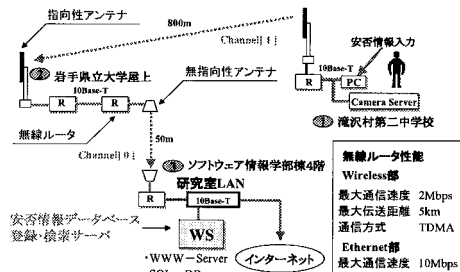 指向性アンテナ
800m
Channel[4]
安否情報入力
10Base-T
R
PC
Camera Server
① 滝沢村第二中学校
② 岩手県立大学屋上
無指向性アンテナ
10Base-T
R
R
無線ルータ
50m
Channel[9]
③ ソフトウェア情報学部棟4階
研究室LAN
R
10Base-T
安否情報データベース
登録・検索サーバ
WS
・WWW－Server
インターネット
無線ルータ性能
Wireless部
最大通信速度 2Mbps
最大伝送距離 5km
通信方式 TDMA
Ethernet部
最大通信速度 10Mbps